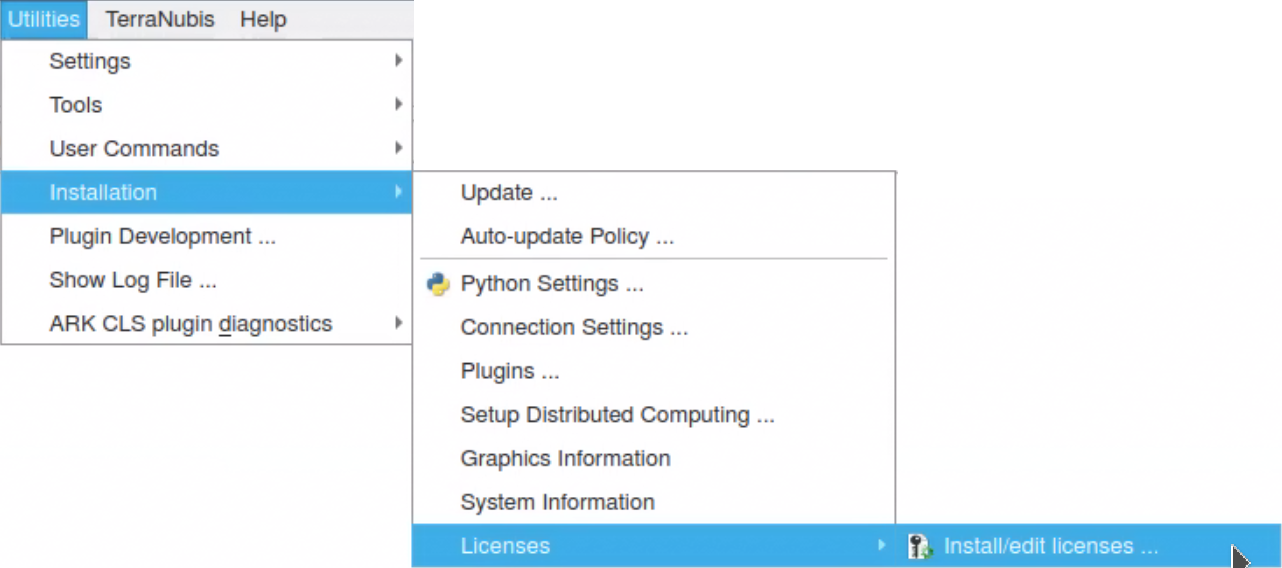 Utilities TerraNubis Help
Settings
Tools
User Commands
Installation
Plugin Development ...
Show Log File ...
ARK CLS plugin diagnostics
Update ...
Auto-update Policy ...
Python Settings ...
Connection Settings ...
Plugins ...
Setup Distributed Computing ...
Graphics Information
System Information
Licenses
Install/edit licenses ...